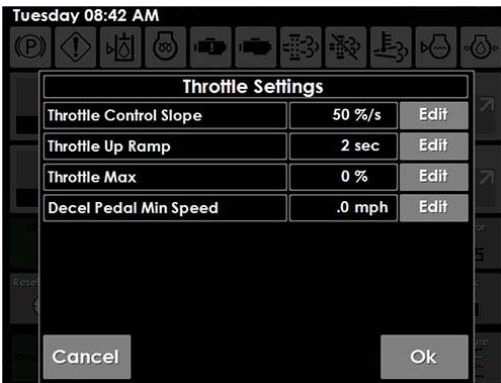 Tuesday 08:42 AM
Throttle Settings
Throttle Control Slope 50 %/s Edit
Throttle Up Ramp 2 sec Edit
Throttle Max 0 % Edit
Decel Pedal Min Speed .0 mph Edit
Cancel Ok